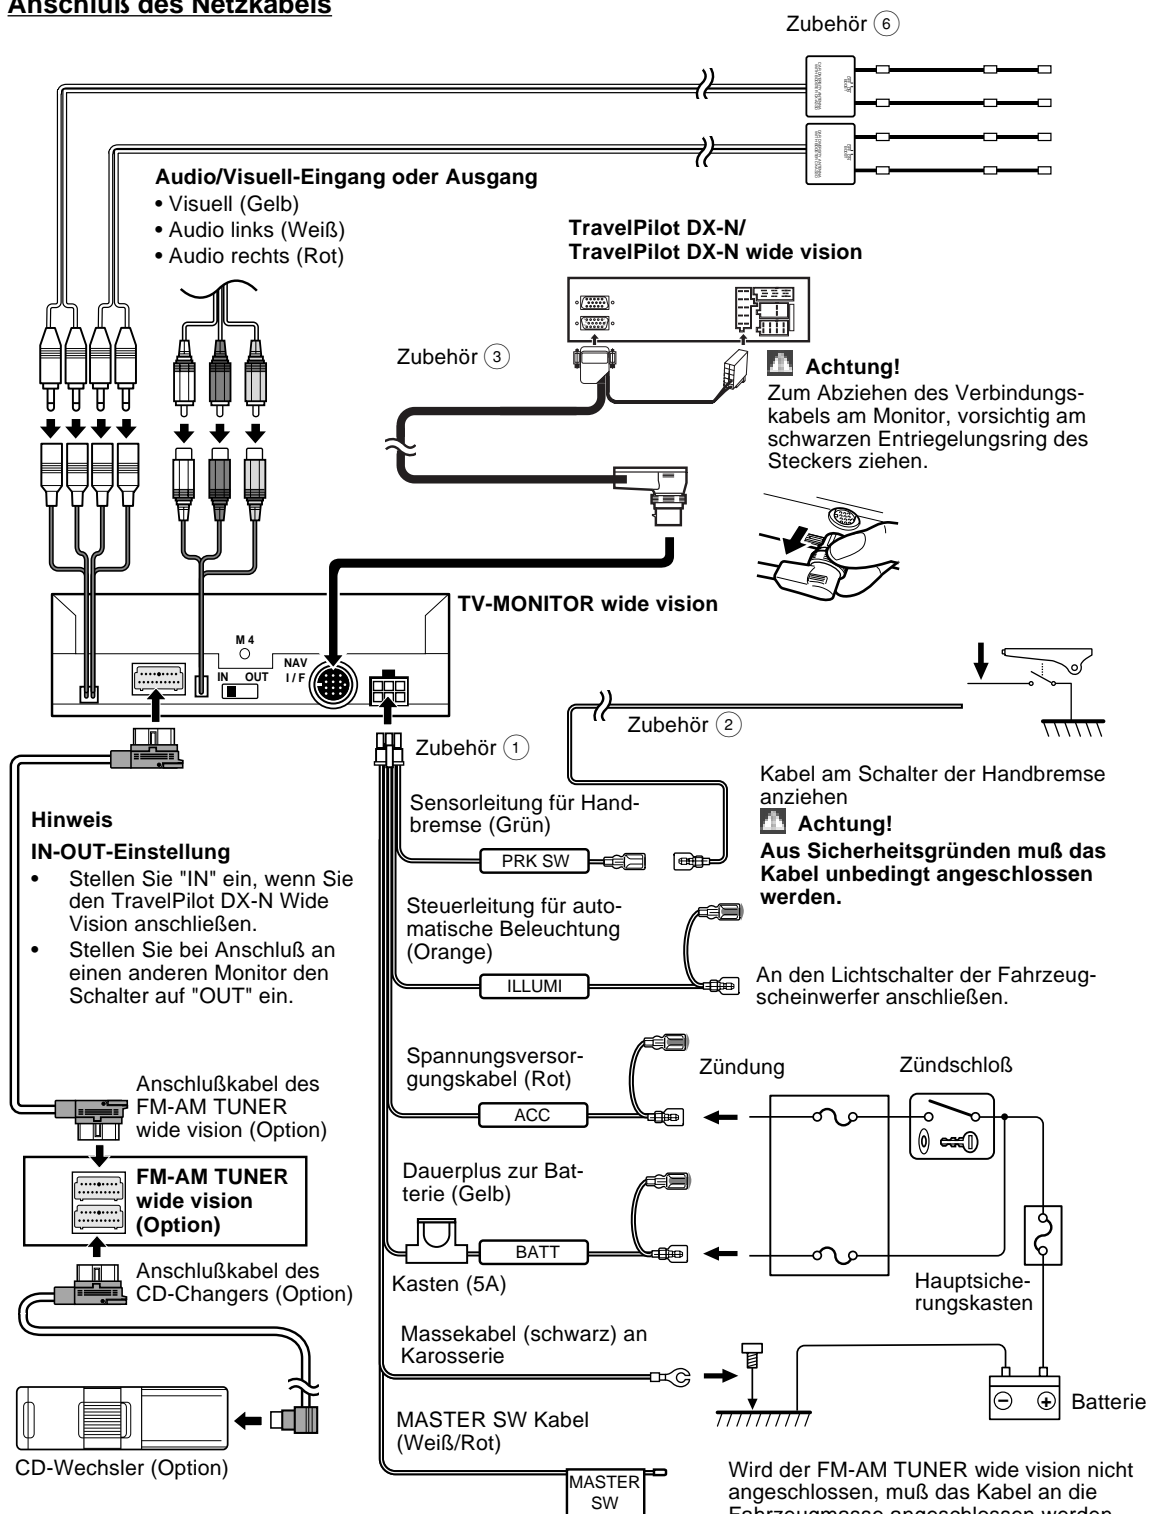 Anschluß des Netzkabels
Zubehör 6
Audio/Visuell-Eingang oder Ausgang
• Visuell (Gelb)
• Audio links (Weiß)
• Audio rechts (Rot)
TravelPilot DX-N/
TravelPilot DX-N wide vision
Zubehör 3
Achtung!
Zum Abziehen des Verbindungs-
kabels am Monitor, vorsichtig am
schwarzen Entriegelungsring des
Steckers ziehen.
TV-MONITOR wide vision
M 4
IN OUT
NAV
I / F
Zubehör 1
Zubehör 2
Kabel am Schalter der Handbremse
anziehen
Achtung!
Aus Sicherheitsgründen muß das
Kabel unbedingt angeschlossen
werden.
Hinweis
IN-OUT-Einstellung
• Stellen Sie "IN" ein, wenn Sie
den TravelPilot DX-N Wide
Vision anschließen.
• Stellen Sie bei Anschluß an
einen anderen Monitor den
Schalter auf "OUT" ein.
Sensorleitung für Hand-
bremse (Grün)
PRK SW
Steuerleitung für auto-
matische Beleuchtung
(Orange)
ILLUMI
An den Lichtschalter der Fahrzeug-
scheinwerfer anschließen.
Spannungsversor-
gungskabel (Rot)
ACC
Zündung
Zündschloß
Anschlußkabel des
FM-AM TUNER
wide vision (Option)
FM-AM TUNER
wide vision
(Option)
Dauerplus zur Bat-
terie (Gelb)
BATT
Kasten (5A)
Hauptsiche-
rungskasten
Anschlußkabel des
CD-Changers (Option)
Massekabel (schwarz) an
Karosserie
Batterie
CD-Wechsler (Option)
MASTER SW Kabel
(Weiß/Rot)
MASTER
SW
Wird der FM-AM TUNER wide vision nicht
angeschlossen, muß das Kabel an die
Fahrzeugmasse angeschlossen werden